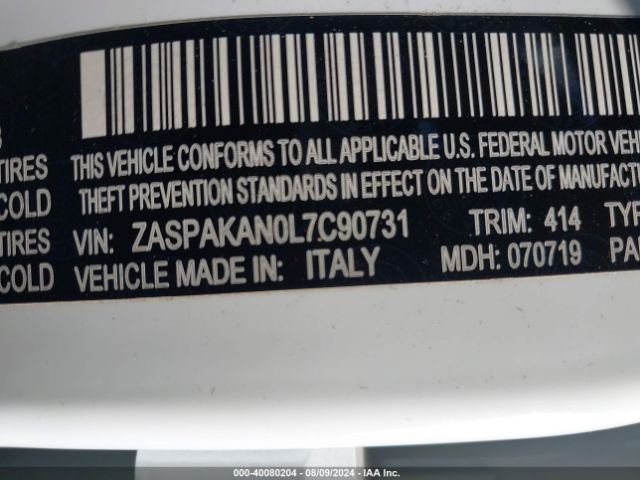 TIRES THIS VEHICLE CONFORMS TO ALL APPLICABLE U.S. FEDERAL MOTOR
COLD THEFT PREVENTION STANDARDS IN EFFECT ON THE DATE OF
TIRES VIN: ZASPAKAN0L7C90731 TRIM: 414
COLD VEHICLE MADE IN: ITALY MDH: 070719
000-40080204 - 08/09/2024 - IAA Inc.